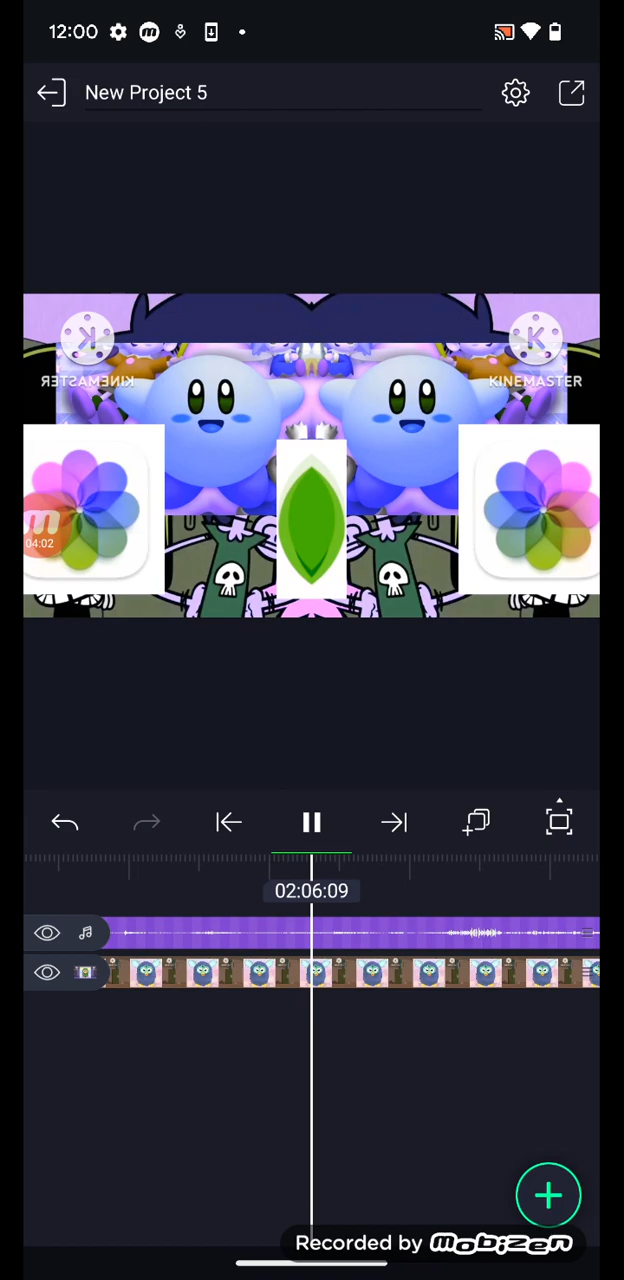 12:00
New Project 5
KINEMASTER
KINEMASTER
04:02
02:06:09
Recorded by mobizen